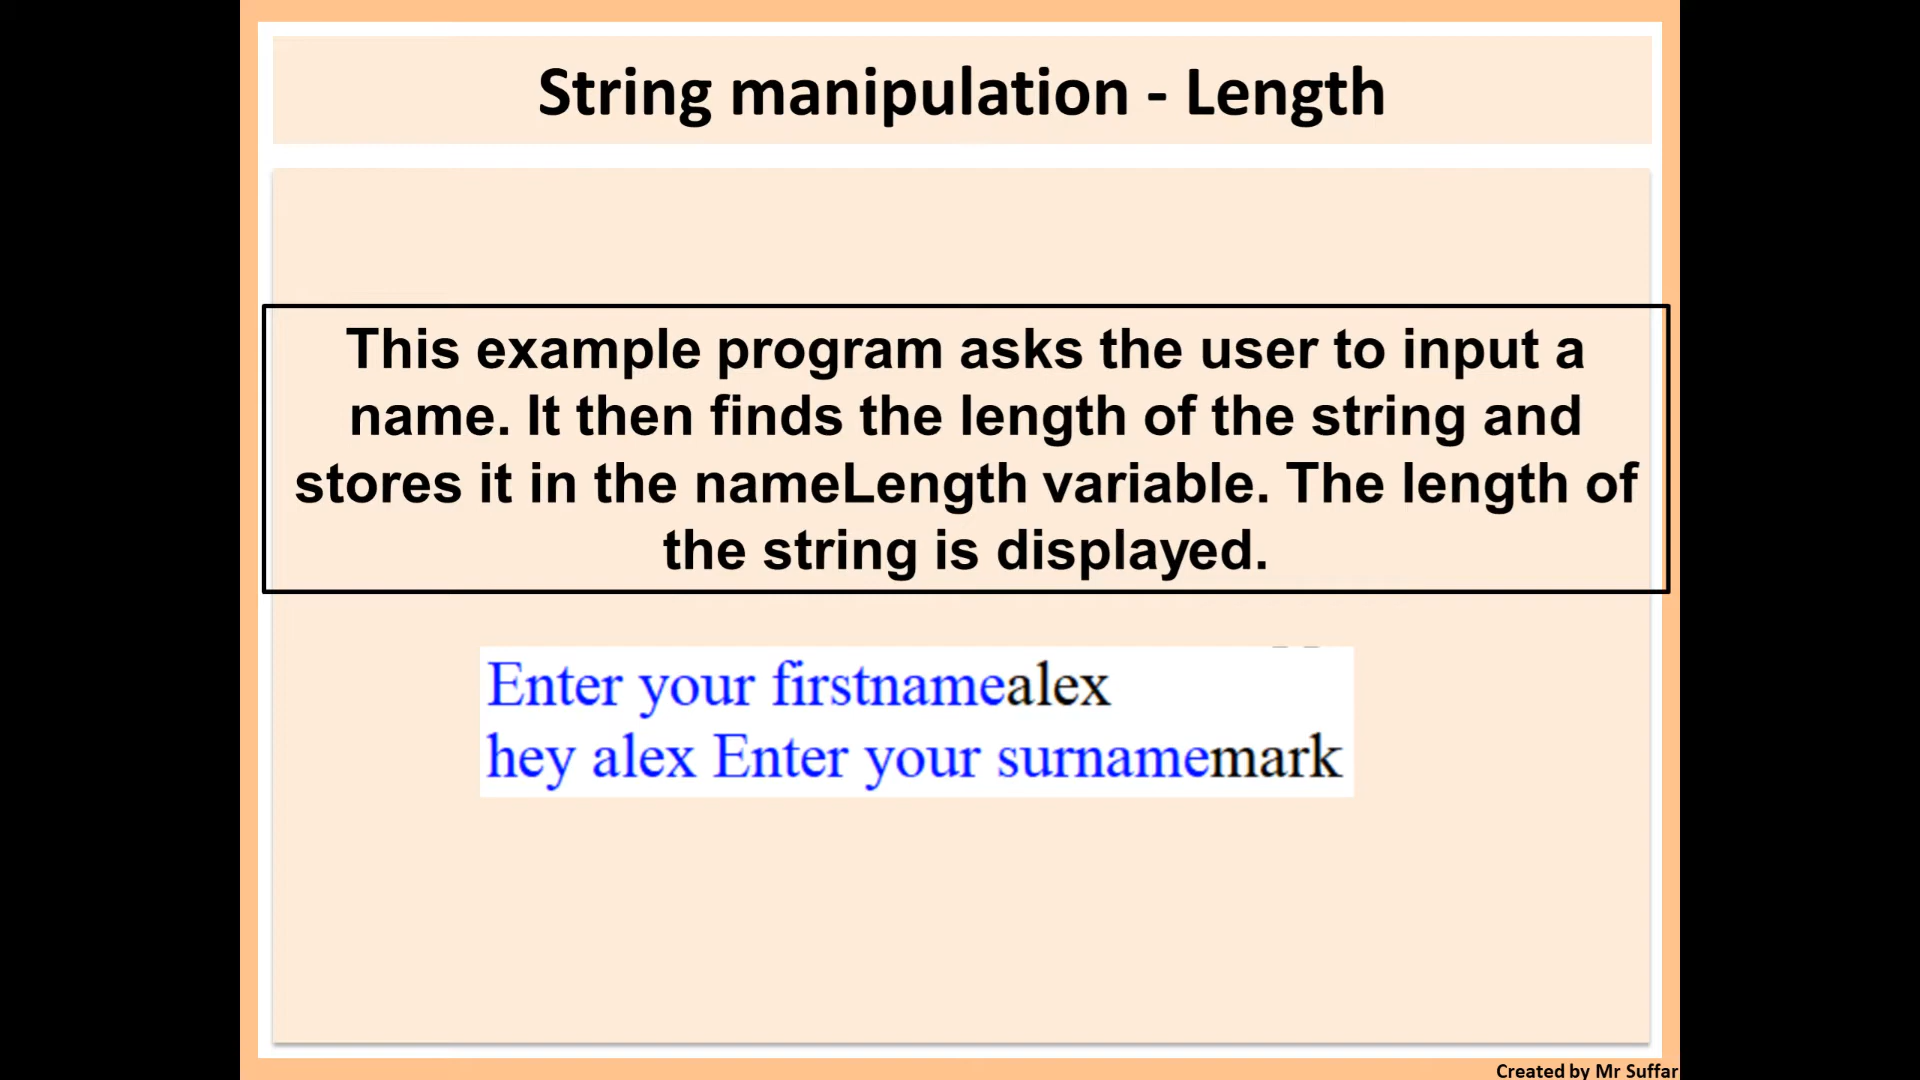 String manipulation - Length
This example program asks the user to input a
name. It then finds the length of the string and
stores it in the nameLength variable. The length of
the string is displayed.
Enter your firstnamealex
hey alex Enter your surnamemark
Created by Mr Suffar